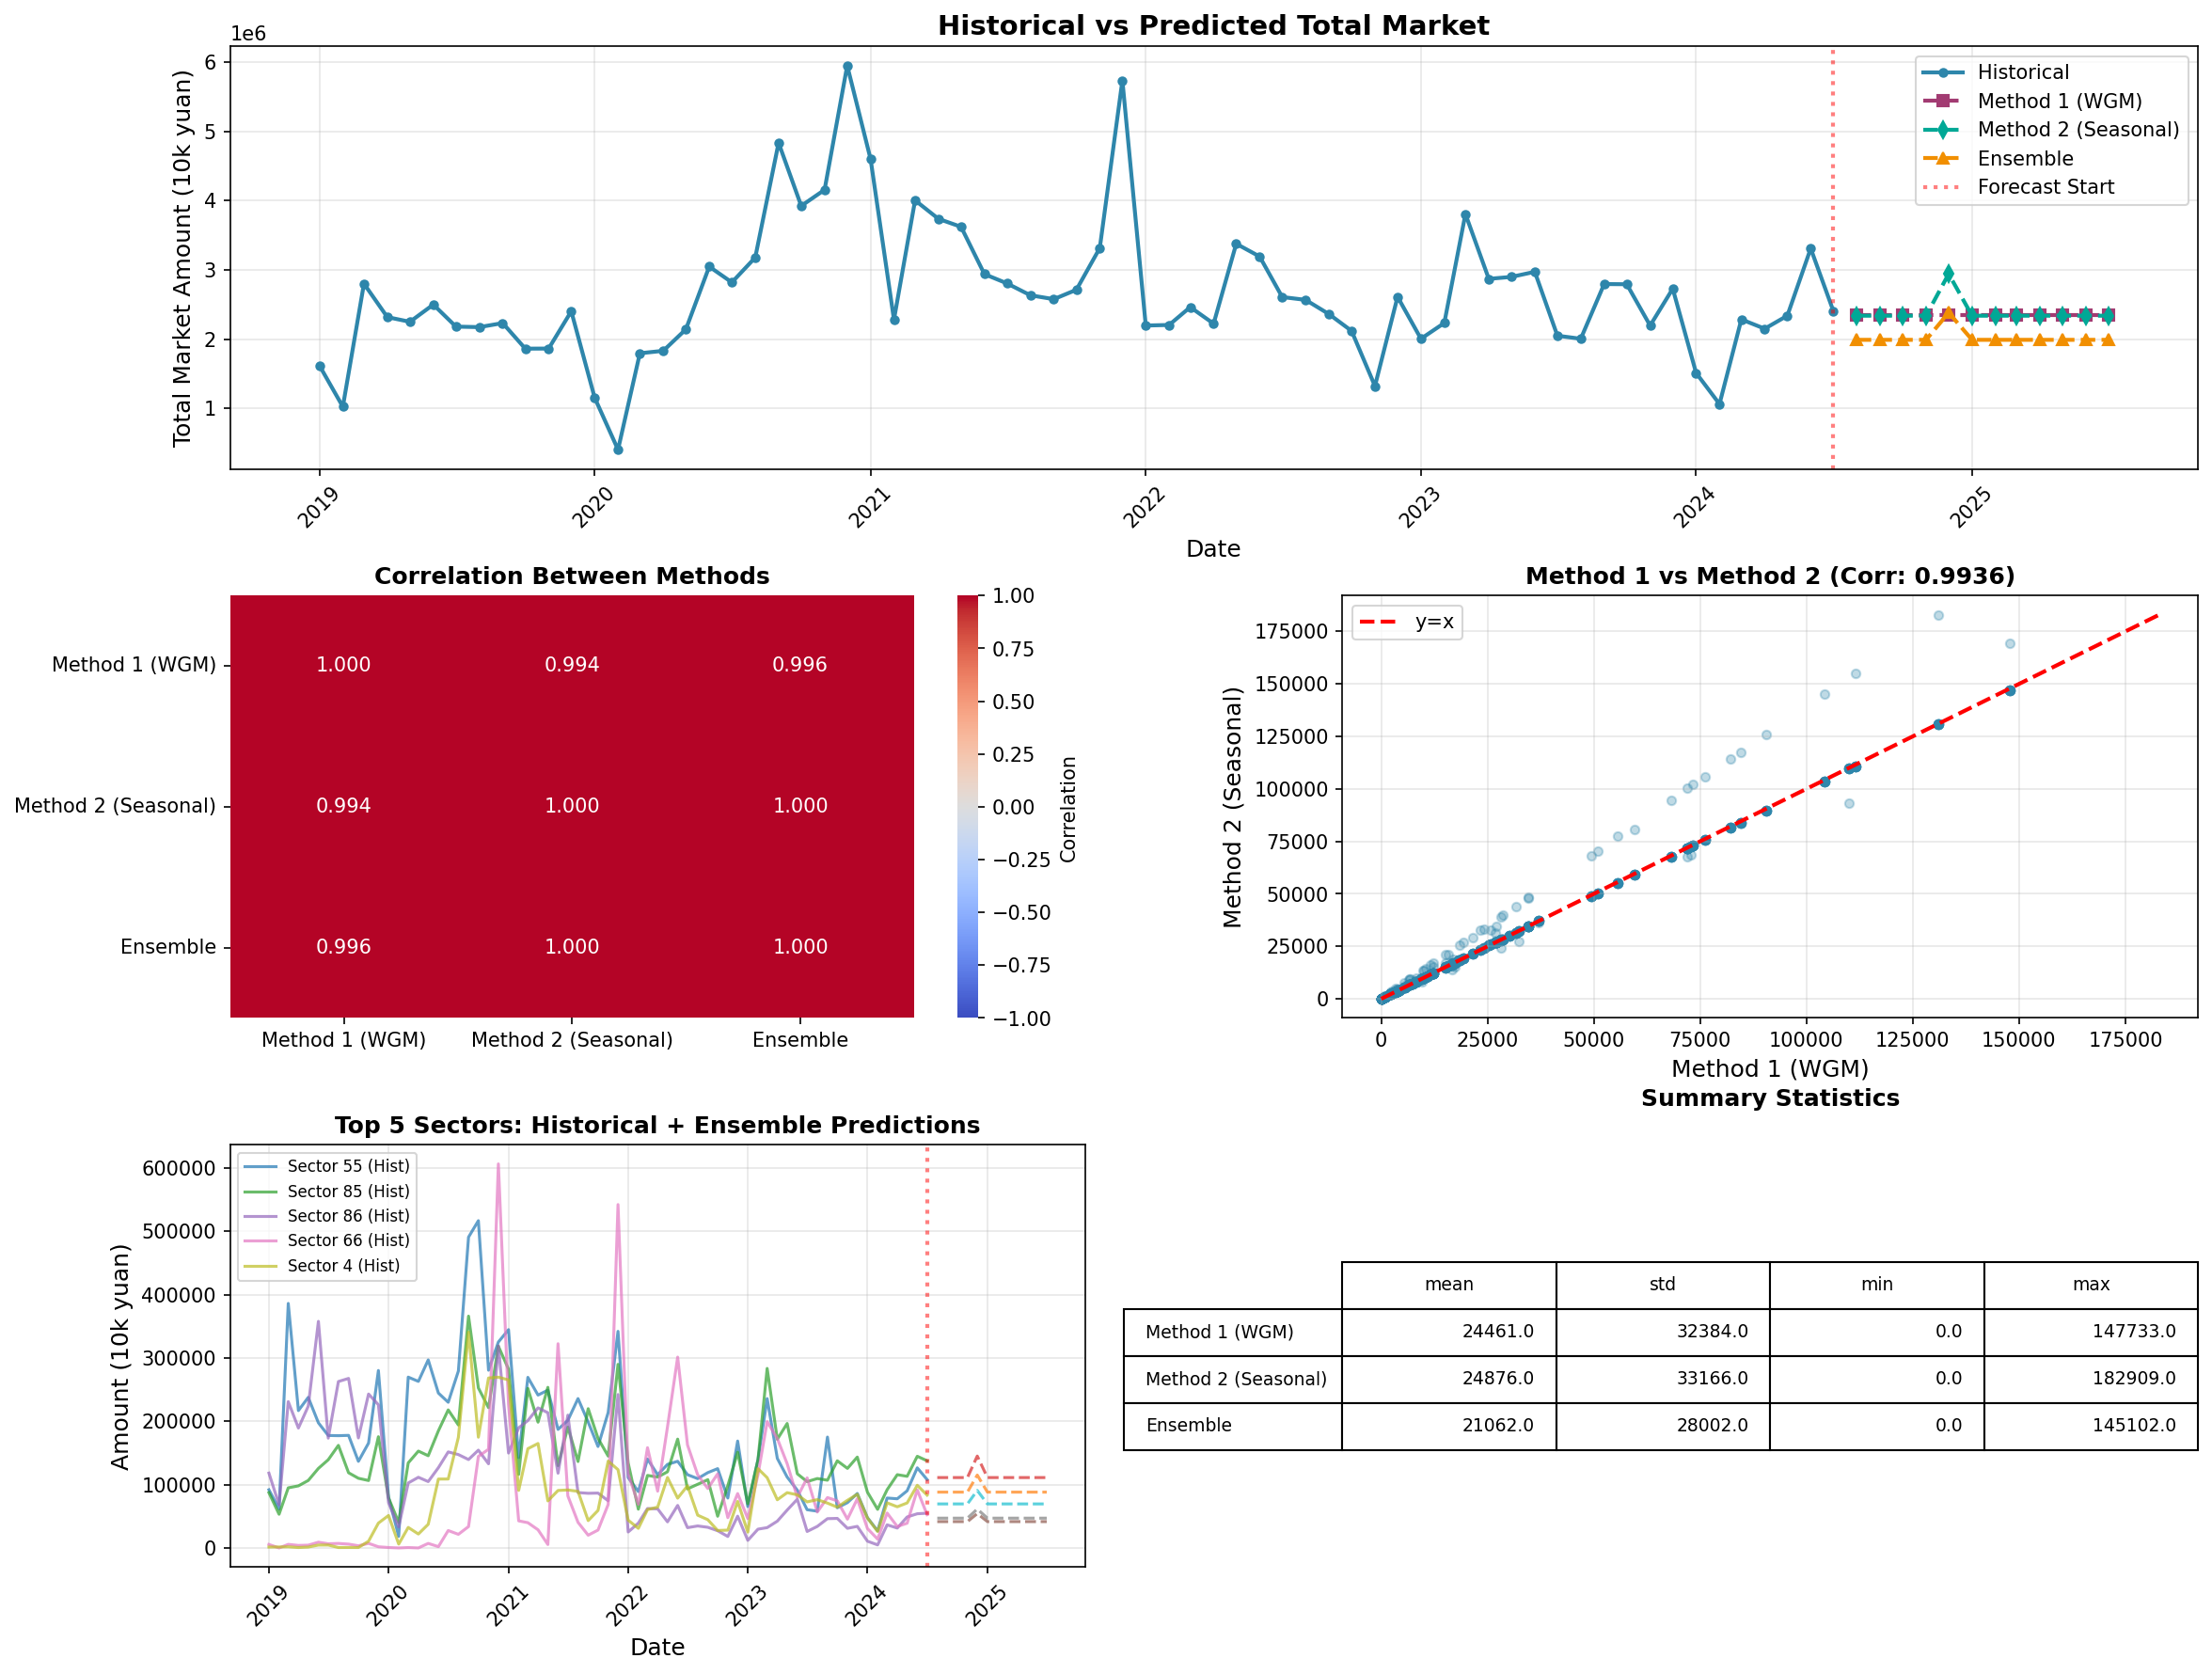 Historical vs Predicted Total Market
1e6
Total Market Amount (10k yuan)
6
5
4
3
2
1
Historical
Method 1 (WGM)
Method 2 (Seasonal)
Ensemble
Forecast Start
2019
2020
2021
2022
2023
2024
2025
Date
Correlation Between Methods
Method 1 (WGM)
Method 2 (Seasonal)
Ensemble
1.000 0.994 0.996
0.994 1.000 1.000
0.996 1.000 1.000
Method 1 (WGM) Method 2 (Seasonal) Ensemble
1.00
0.75
0.50
0.25
0.00
−0.25
−0.50
−0.75
−1.00
Correlation
Method 1 vs Method 2 (Corr: 0.9936)
y=x
Method 2 (Seasonal)
175000
150000
125000
100000
75000
50000
25000
0
0 25000 50000 75000 100000 125000 150000 175000
Method 1 (WGM)
Top 5 Sectors: Historical + Ensemble Predictions
Amount (10k yuan)
600000
500000
400000
300000
200000
100000
0
Sector 55 (Hist)
Sector 85 (Hist)
Sector 86 (Hist)
Sector 66 (Hist)
Sector 4 (Hist)
2019
2020
2021
2022
2023
2024
2025
Date
Summary Statistics
mean std min max
Method 1 (WGM) 24461.0 32384.0 0.0 147733.0
Method 2 (Seasonal) 24876.0 33166.0 0.0 182909.0
Ensemble 21062.0 28002.0 0.0 145102.0